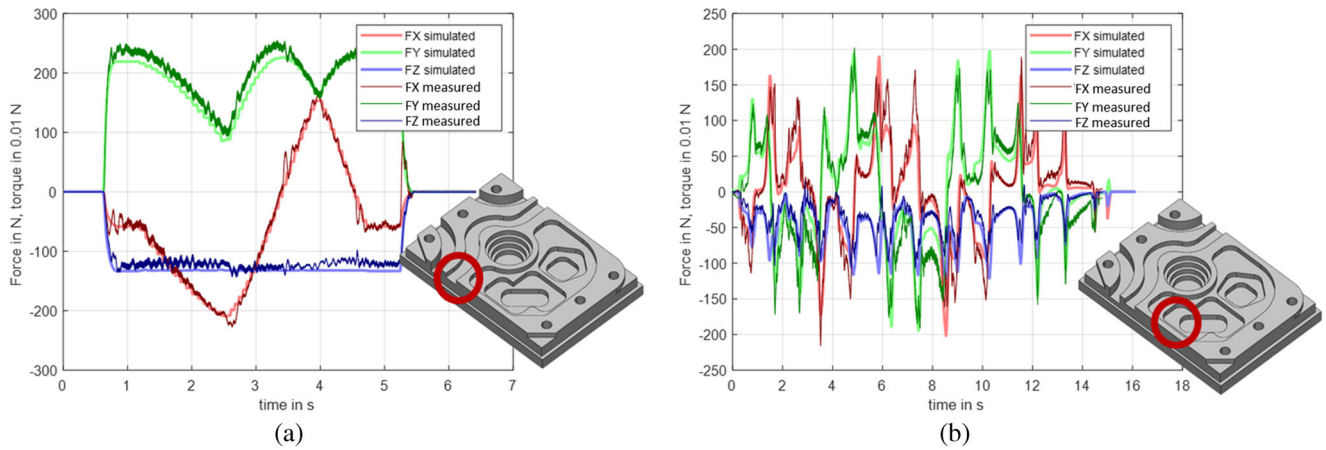 300
200
100
0
-100
-200
-300
Force in N, torque in 0.01 N
FX simulated
FY simulated
FZ simulated
FX measured
FY measured
FZ measured
0 1 2 3 4 5 6 7
time in s
(a)
250
200
150
100
50
0
-50
-100
-150
-200
-250
Force in N, torque in 0.01 N
FX simulated
FY simulated
FZ simulated
FX measured
FY measured
FZ measured
0 2 4 6 8 10 12 14 16 18
time in s
(b)